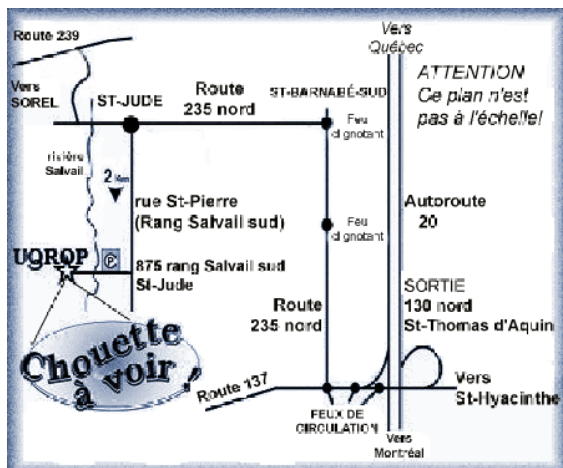 Route 239
Vers
Québec
ATTENTION
Ce plan n'est
pas à l'échelle!
Vers
SOREL
ST-JUDE
Route
235 nord
ST-BARNABÉ-SUD
Feu
clignotant
rivière
Salvail
2 Km
rue St-Pierre
(Rang Salvail sud)
Feu
clignotant
Autoroute
20
UQROP
P
875 rang Salvail sud
St-Jude
SORTIE
130 nord
St-Thomas d'Aquin
Route
235 nord
Chouette
à voir !
Route 137
Vers
St-Hyacinthe
FEUX DE
CIRCULATION
Vers
Montréal